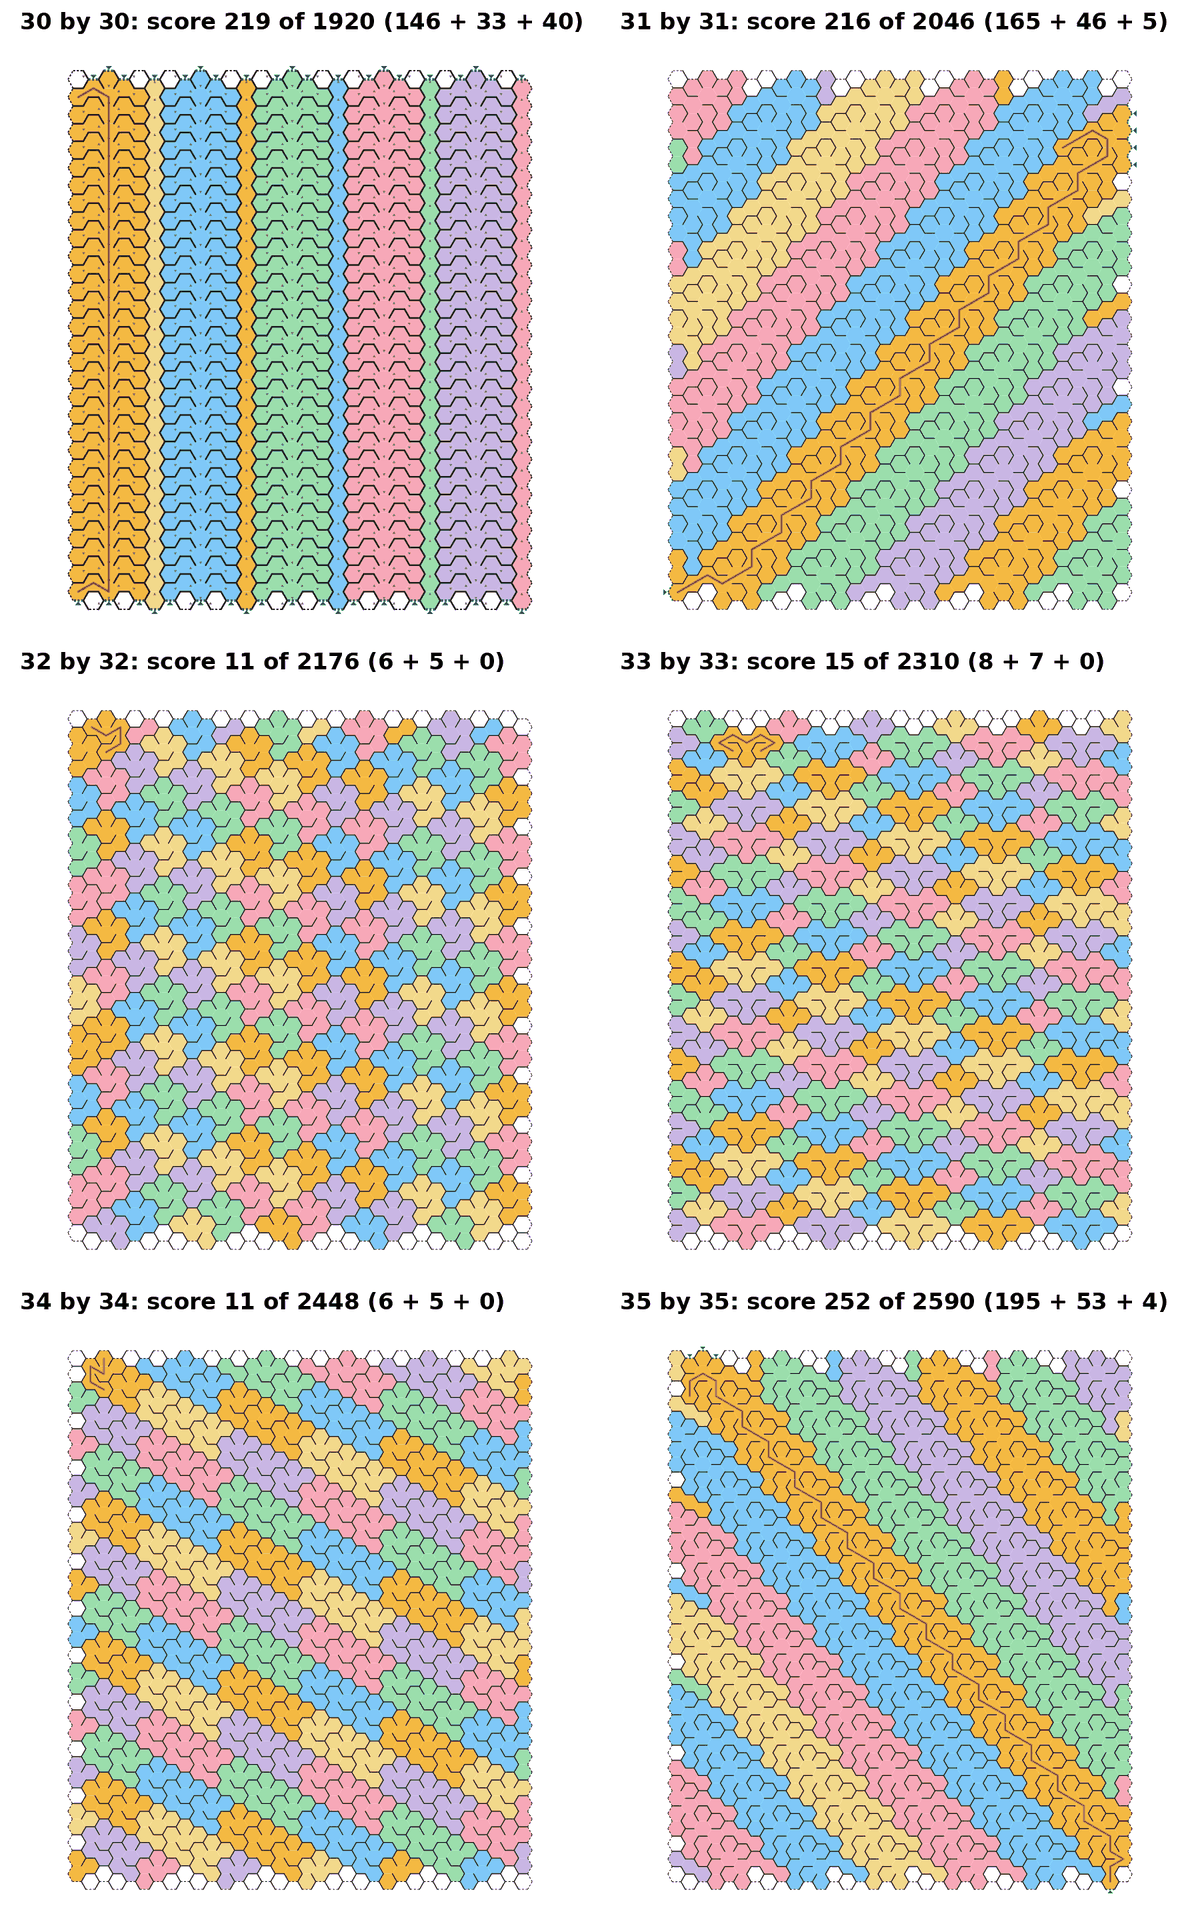 30 by 30: score 219 of 1920 (146 + 33 + 40)
31 by 31: score 216 of 2046 (165 + 46 + 5)
32 by 32: score 11 of 2176 (6 + 5 + 0)
33 by 33: score 15 of 2310 (8 + 7 + 0)
34 by 34: score 11 of 2448 (6 + 5 + 0)
35 by 35: score 252 of 2590 (195 + 53 + 4)